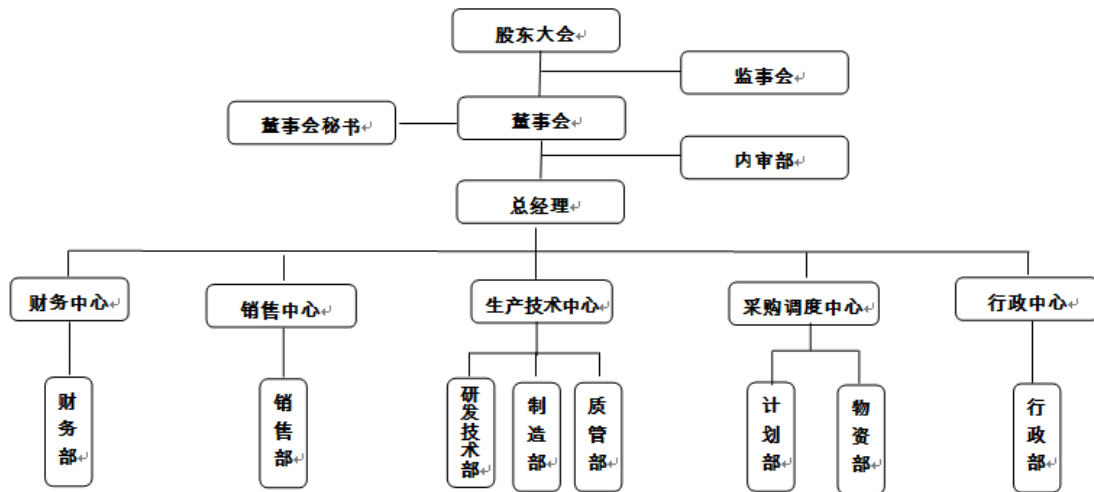 股东大会
监事会
董事会秘书
董事会
内审部
总经理
财务中心
销售中心
生产技术中心
采购调度中心
行政中心
财务部
销售部
研发技术部
制造部
质管部
计划部
物资部
行政部